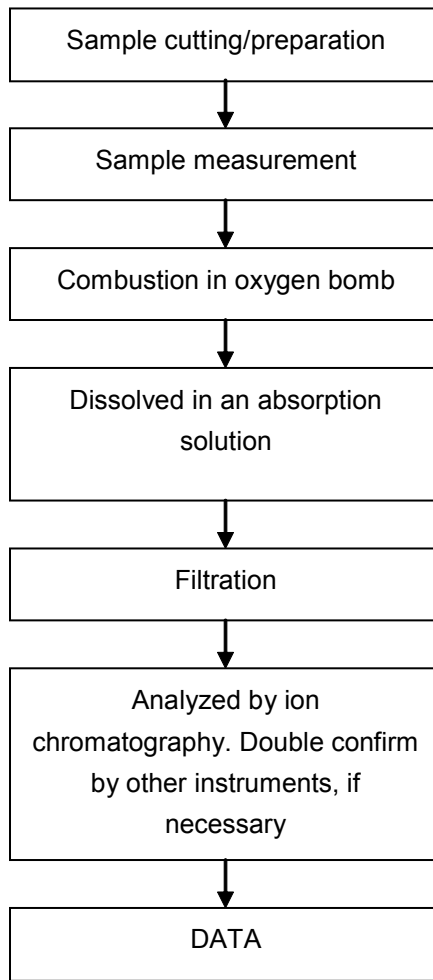 Sample cutting/preparation
Sample measurement
Combustion in oxygen bomb
Dissolved in an absorption
solution
Filtration
Analyzed by ion
chromatography. Double confirm
by other instruments, if
necessary
DATA